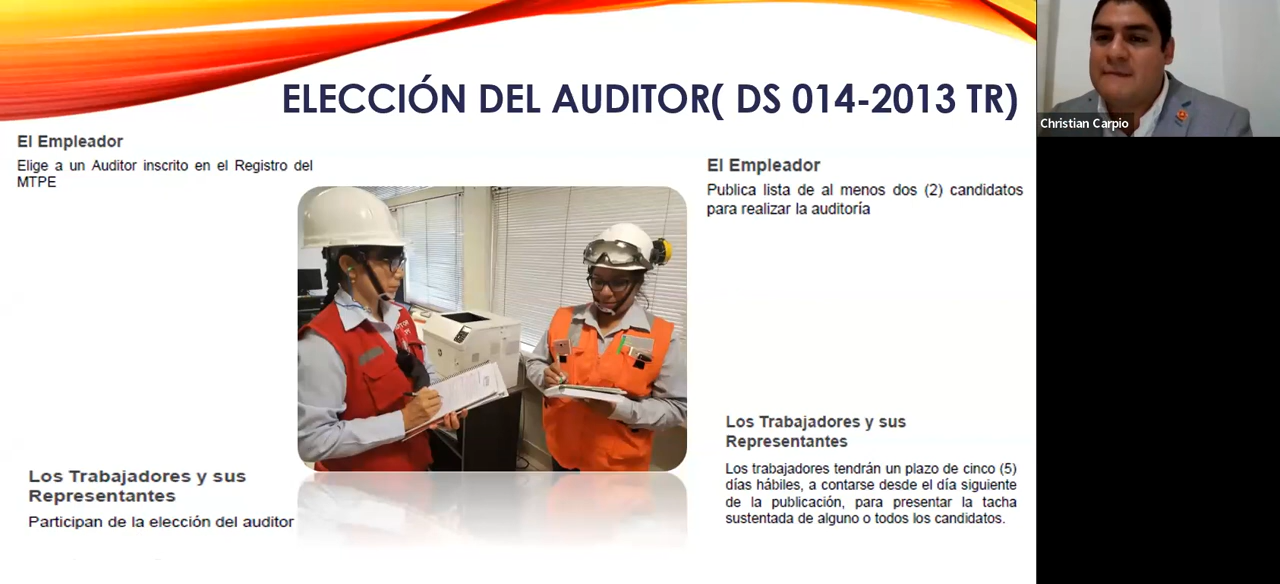 ELECCIÓN DEL AUDITOR( DS 014-2013 TR)
El Empleador
Elige a un Auditor inscrito en el Registro del
MTPE
Los Trabajadores y sus
Representantes
Participan de la elección del auditor
El Empleador
Publica lista de al menos dos (2) candidatos
para realizar la auditoría
Los Trabajadores y sus
Representantes
Los trabajadores tendrán un plazo de cinco (5)
días hábiles, a contarse desde el día siguiente
de la publicación, para presentar la tacha
sustentada de alguno o todos los candidatos.
Christian Carpio